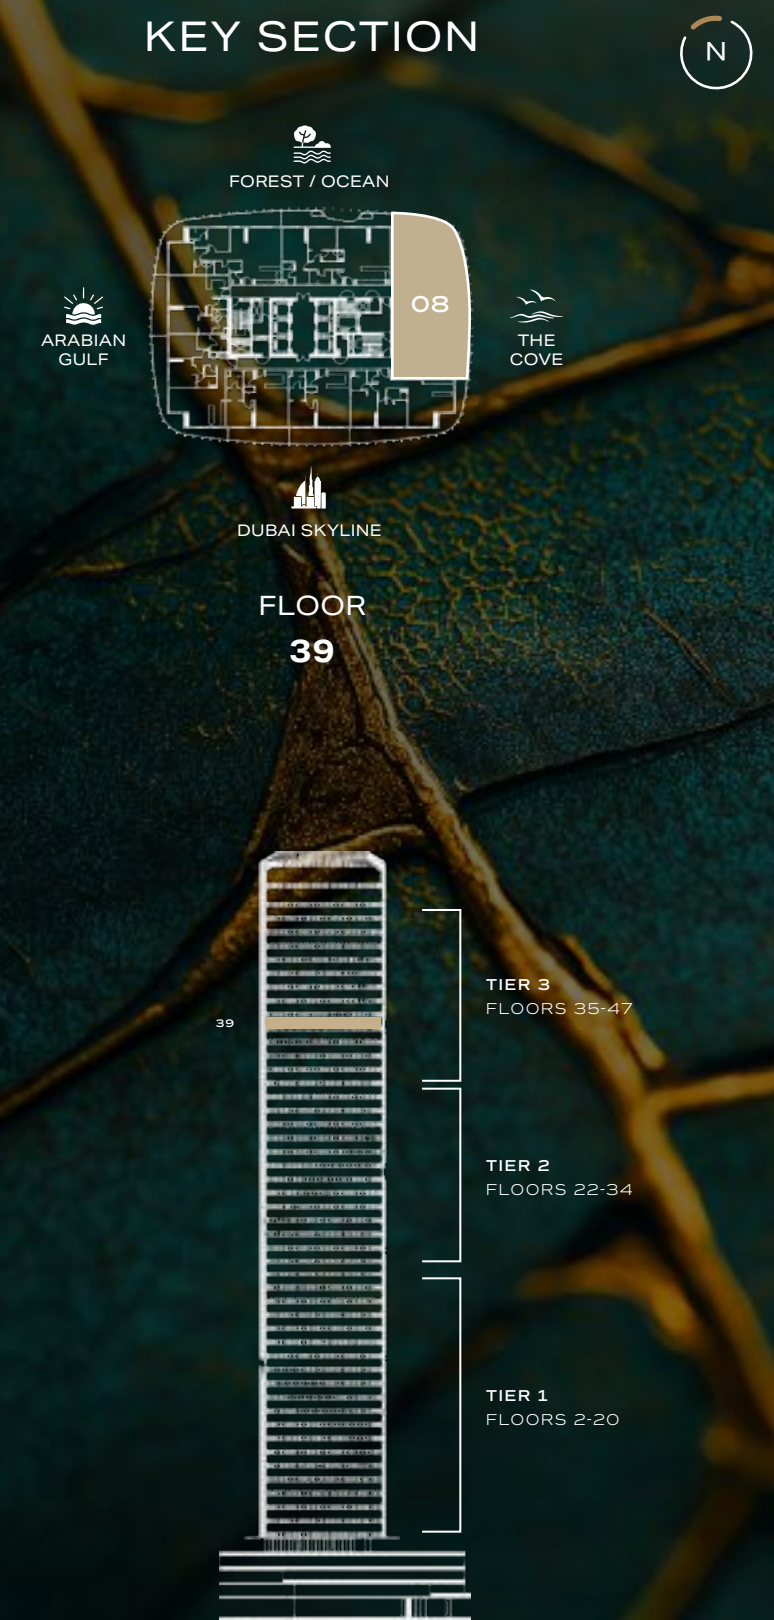 KEY SECTION
N
FOREST / OCEAN
08
ARABIAN
GULF
THE
COVE
DUBAI SKYLINE
FLOOR
39
TIER 3
FLOORS 35-47
39
TIER 2
FLOORS 22-34
TIER 1
FLOORS 2-20